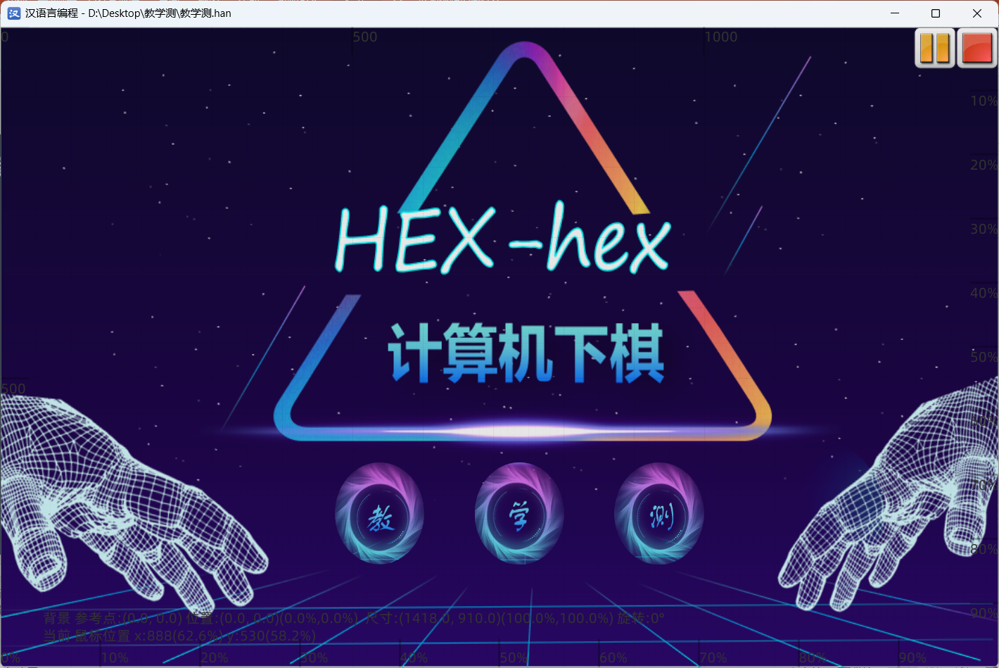 汉语言编程 - D:\Desktop\教学测\教学测.han
0 500 1000
10%
20%
HEX-hex
30%
40%
计算机下棋
50%
500
70%
教 学 测
80%
90%
背景 参考点:(0.0, 0.0) 位置:(0.0, 0.0)(0.0%,0.0%) 尺寸:(1418.0, 910.0)(100.0%,100.0%) 旋转:0°
当前 鼠标位置 x:888(62.6%) y:530(58.2%)
0% 10% 20% 30% 40% 50% 60% 70% 80% 90%